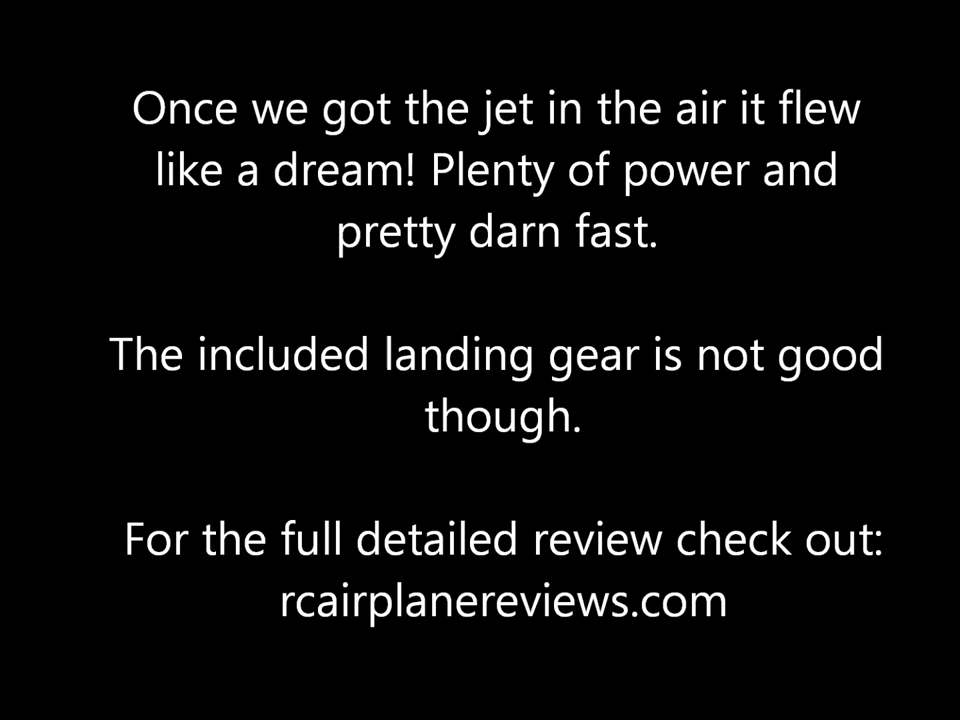 Once we got the jet in the air it flew
like a dream! Plenty of power and
pretty darn fast.
The included landing gear is not good
though.
For the full detailed review check out:
rcairplanereviews.com